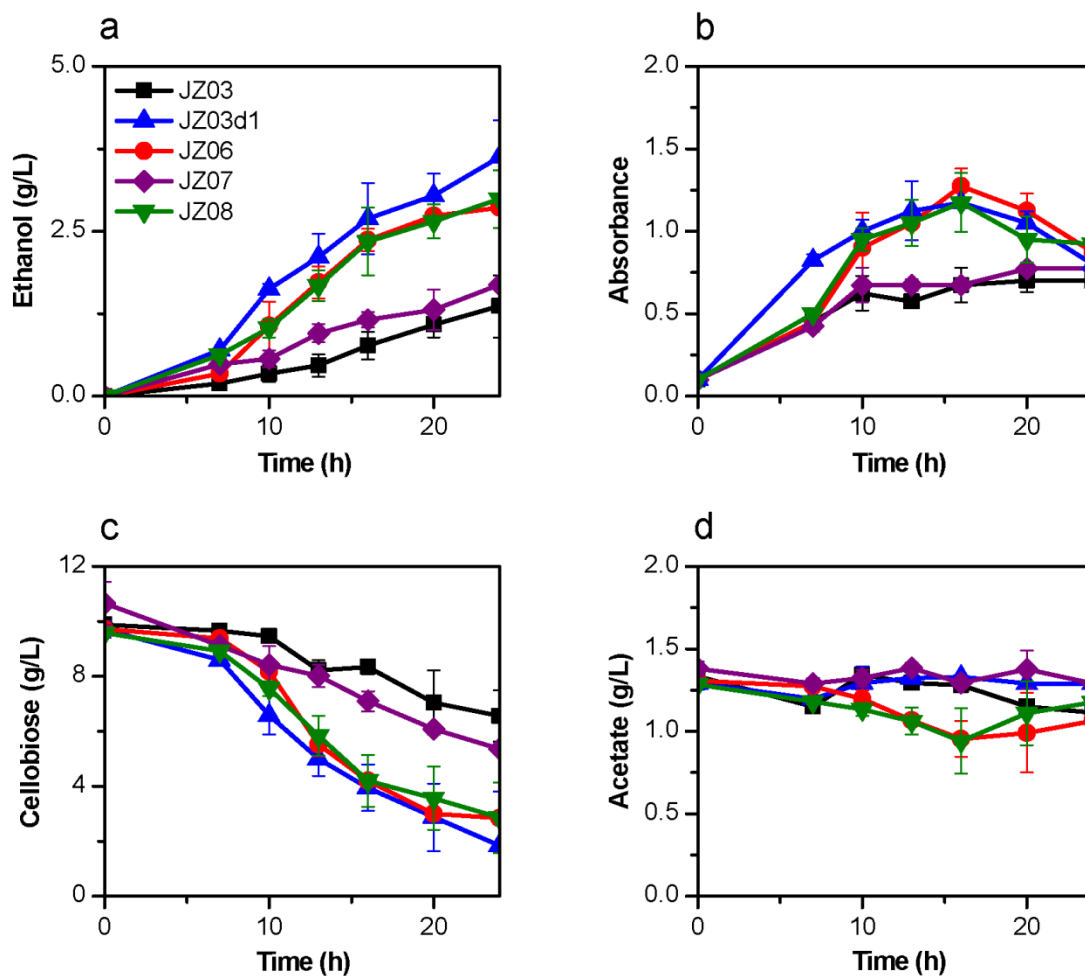 a
5.0
2.5
0.0
Ethanol (g/L)
JZ03
JZ03d1
JZ06
JZ07
JZ08
0 10 20
Time (h)
b
2.0
1.5
1.0
0.5
0.0
Absorbance
0 10 20
Time (h)
c
12
8
4
0
Cellobiose (g/L)
0 10 20
Time (h)
d
2.0
1.5
1.0
0.5
0.0
Acetate (g/L)
0 10 20
Time (h)